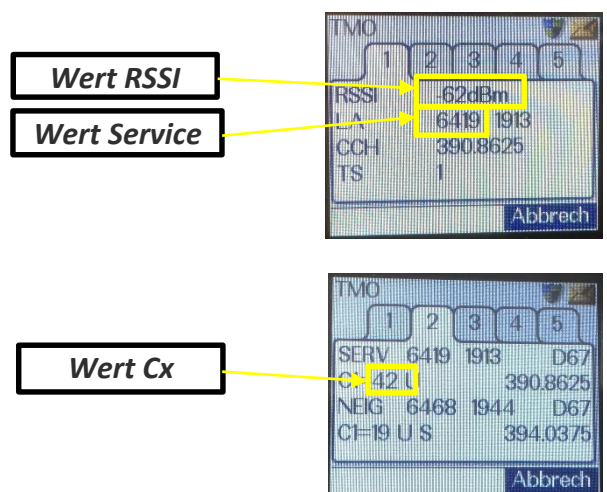 TMO
1 2 3 4 5
Wert RSSI
RSSI -62dBm
Wert Service
LA 6419 1913
CCH 390.8625
TS 1
Abbrech
TMO
1 2 3 4 5
SERV 6419 1913 D67
Wert Cx
C1=42 U 390.8625
NEIG 6468 1944 D67
C1=19 U S 394.0375
Abbrech